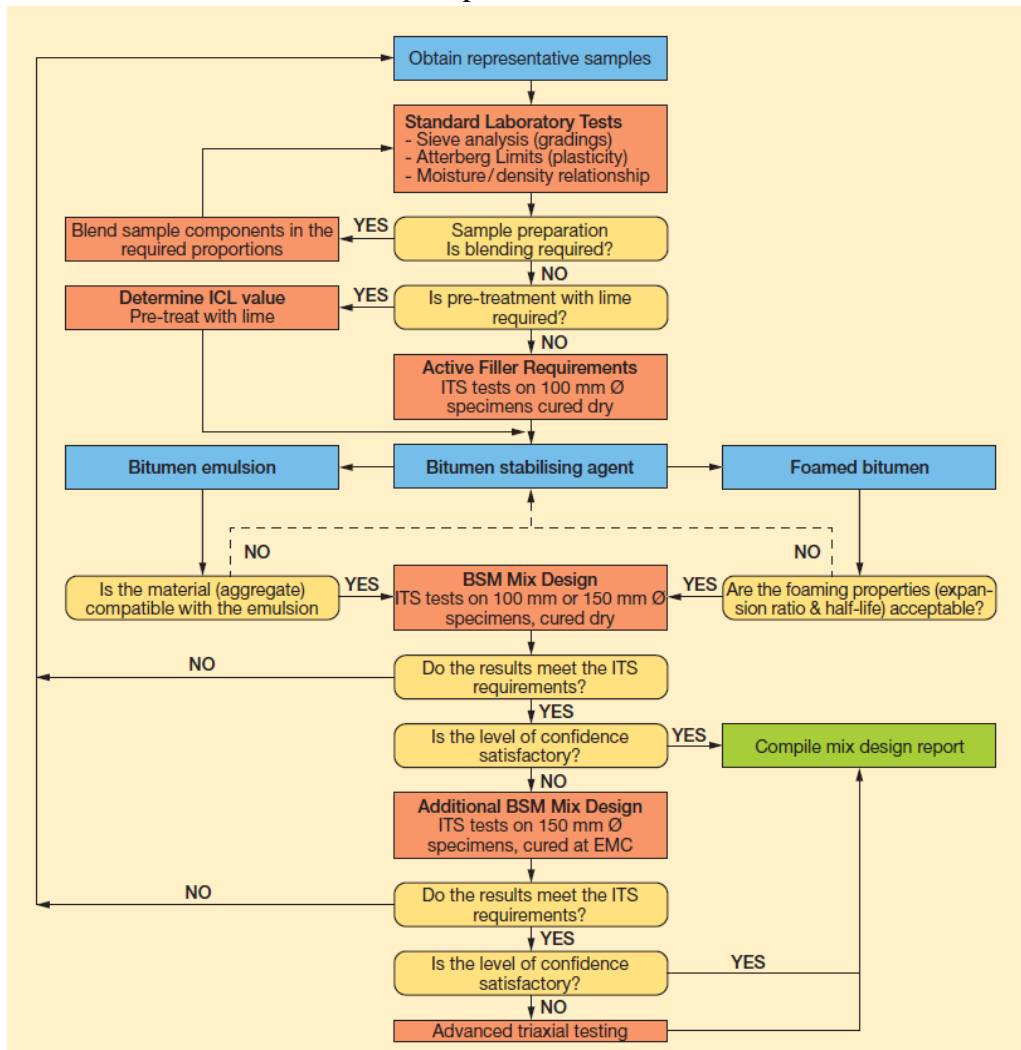 Obtain representative samples
Standard Laboratory Tests
- Sieve analysis (gradings)
- Atterberg Limits (plasticity)
- Moisture/density relationship
Blend sample components in the
required proportions
YES
Sample preparation
Is blending required?
NO
Determine ICL value
Pre-treat with lime
YES
Is pre-treatment with lime
required?
NO
Active Filler Requirements
ITS tests on 100 mm Ø
specimens cured dry
Bitumen emulsion
Bitumen stabilising agent
Foamed bitumen
NO
NO
Is the material (aggregate)
compatible with the emulsion
YES
BSM Mix Design
ITS tests on 100 mm or 150 mm Ø
specimens, cured dry
YES
Are the foaming properties (expan-
sion ratio & half-life) acceptable?
NO
Do the results meet the ITS
requirements?
YES
Is the level of confidence
satisfactory?
YES
Compile mix design report
NO
Additional BSM Mix Design
ITS tests on 150 mm Ø
specimens, cured at EMC
NO
Do the results meet the ITS
requirements?
YES
Is the level of confidence
satisfactory?
YES
NO
Advanced triaxial testing